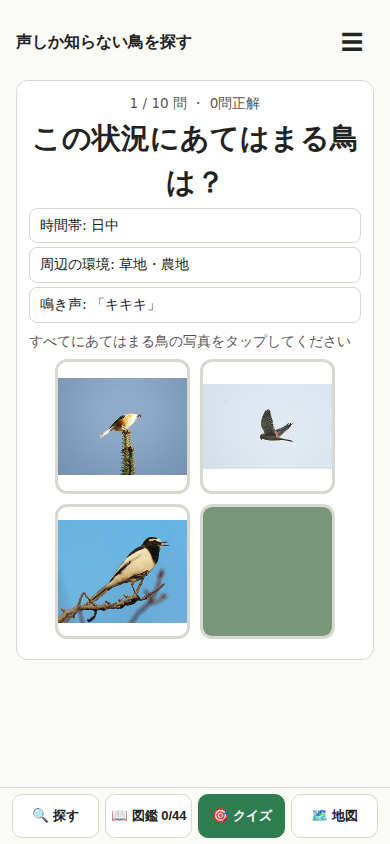 声しか知らない鳥を探す
☰
1 / 10 問 ・ 0問正解
この状況にあてはまる鳥
は？
時間帯: 日中
周辺の環境: 草地・農地
鳴き声: 「キキキ」
すべてにあてはまる鳥の写真をタップしてください
🔍 探す
📖 図鑑 0/44
🎯 クイズ
🗺️ 地図